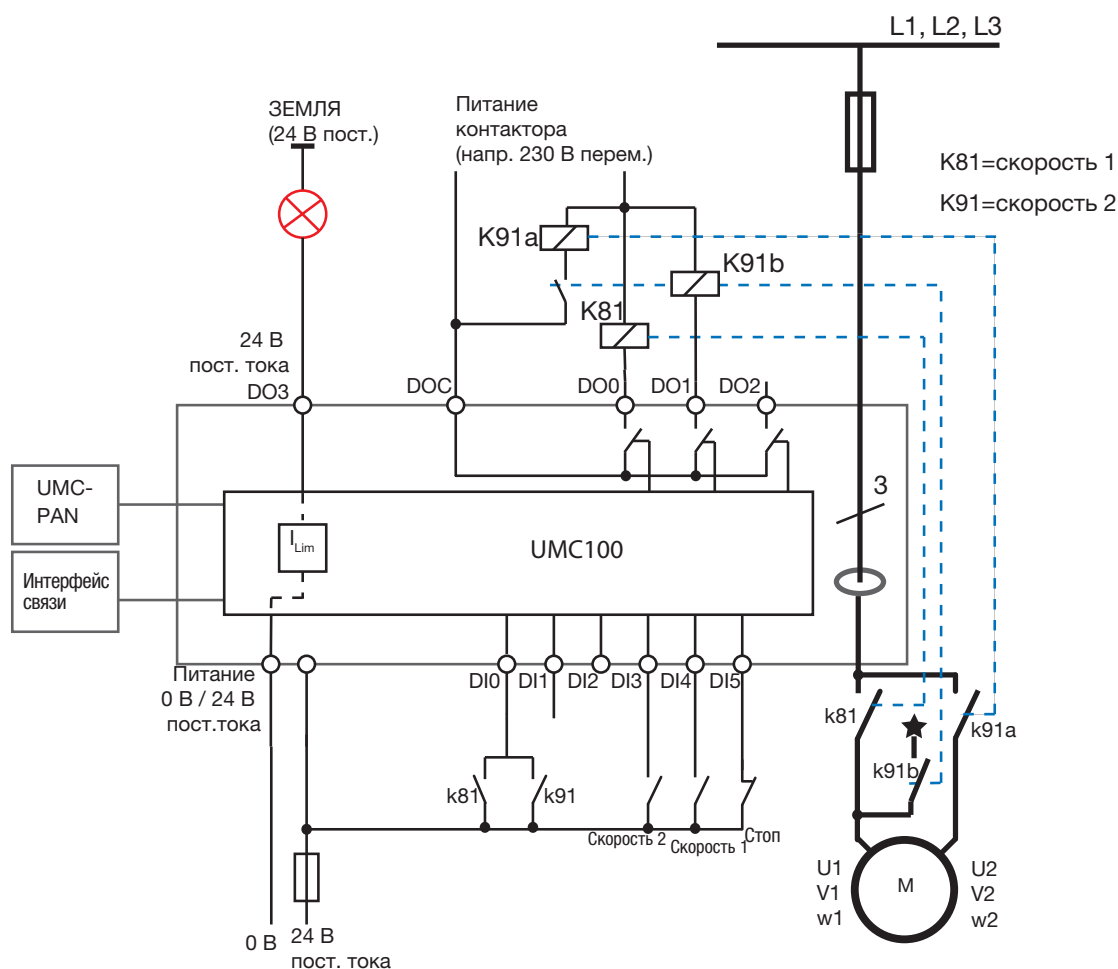 L1, L2, L3
ЗЕМЛЯ
(24 В пост.)
Питание
контактора
(напр. 230 В перем.)
K81=скорость 1
K91=скорость 2
K91a
K91b
K81
24 В
пост. тока
DO3
DOC
DO0
DO1
DO2
UMC-
PAN
3
I Lim
UMC100
Интерфейс
связи
Питание
0 В / 24 В
пост.тока
DI0
DI1
DI2
DI3
DI4
DI5
k81
k91a
k91b
k81
k91
Скорость 2
Скорость 1
Стоп
U1
V1
w1
M
U2
V2
w2
0 В
24 В
пост. тока